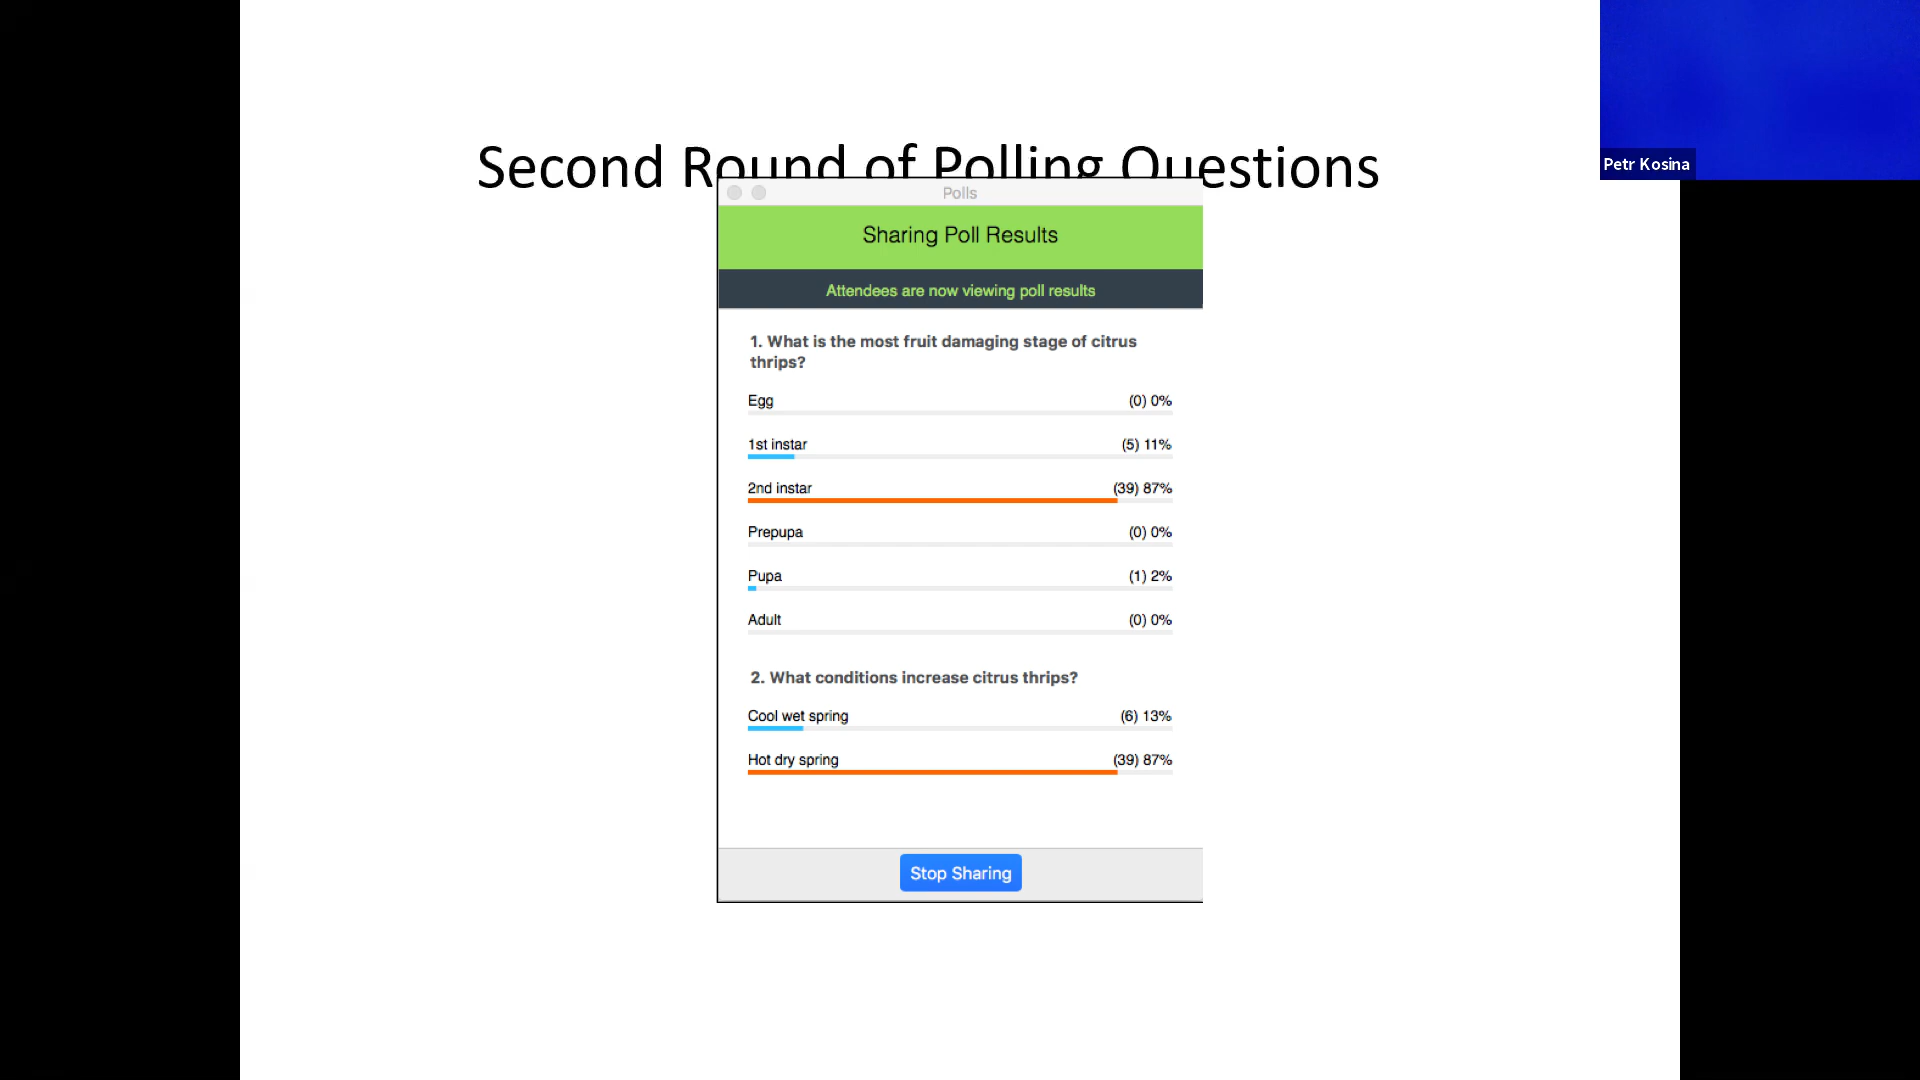 Second Round of Polling Questions
Petr Kosina
Polls
Sharing Poll Results
Attendees are now viewing poll results
1. What is the most fruit damaging stage of citrus
thrips?
Egg (0) 0%
1st instar (5) 11%
2nd instar (39) 87%
Prepupa (0) 0%
Pupa (1) 2%
Adult (0) 0%
2. What conditions increase citrus thrips?
Cool wet spring (6) 13%
Hot dry spring (39) 87%
Stop Sharing